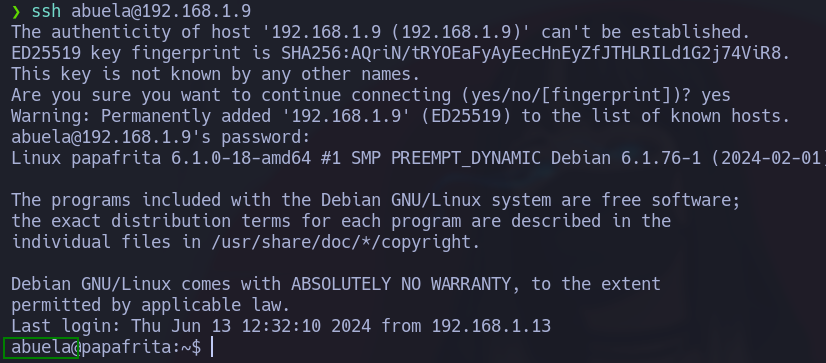 ❯ ssh abuela@192.168.1.9
The authenticity of host '192.168.1.9 (192.168.1.9)' can't be established.
ED25519 key fingerprint is SHA256:AQriN/tRYOEaFyAyEecHnEyZfJTHLRILd1G2j74ViR8.
This key is not known by any other names.
Are you sure you want to continue connecting (yes/no/[fingerprint])? yes
Warning: Permanently added '192.168.1.9' (ED25519) to the list of known hosts.
abuela@192.168.1.9's password:
Linux papafrita 6.1.0-18-amd64 #1 SMP PREEMPT_DYNAMIC Debian 6.1.76-1 (2024-02-01)
The programs included with the Debian GNU/Linux system are free software;
the exact distribution terms for each program are described in the
individual files in /usr/share/doc/*/copyright.
Debian GNU/Linux comes with ABSOLUTELY NO WARRANTY, to the extent
permitted by applicable law.
Last login: Thu Jun 13 12:32:10 2024 from 192.168.1.13
abuela@papafrita:~$